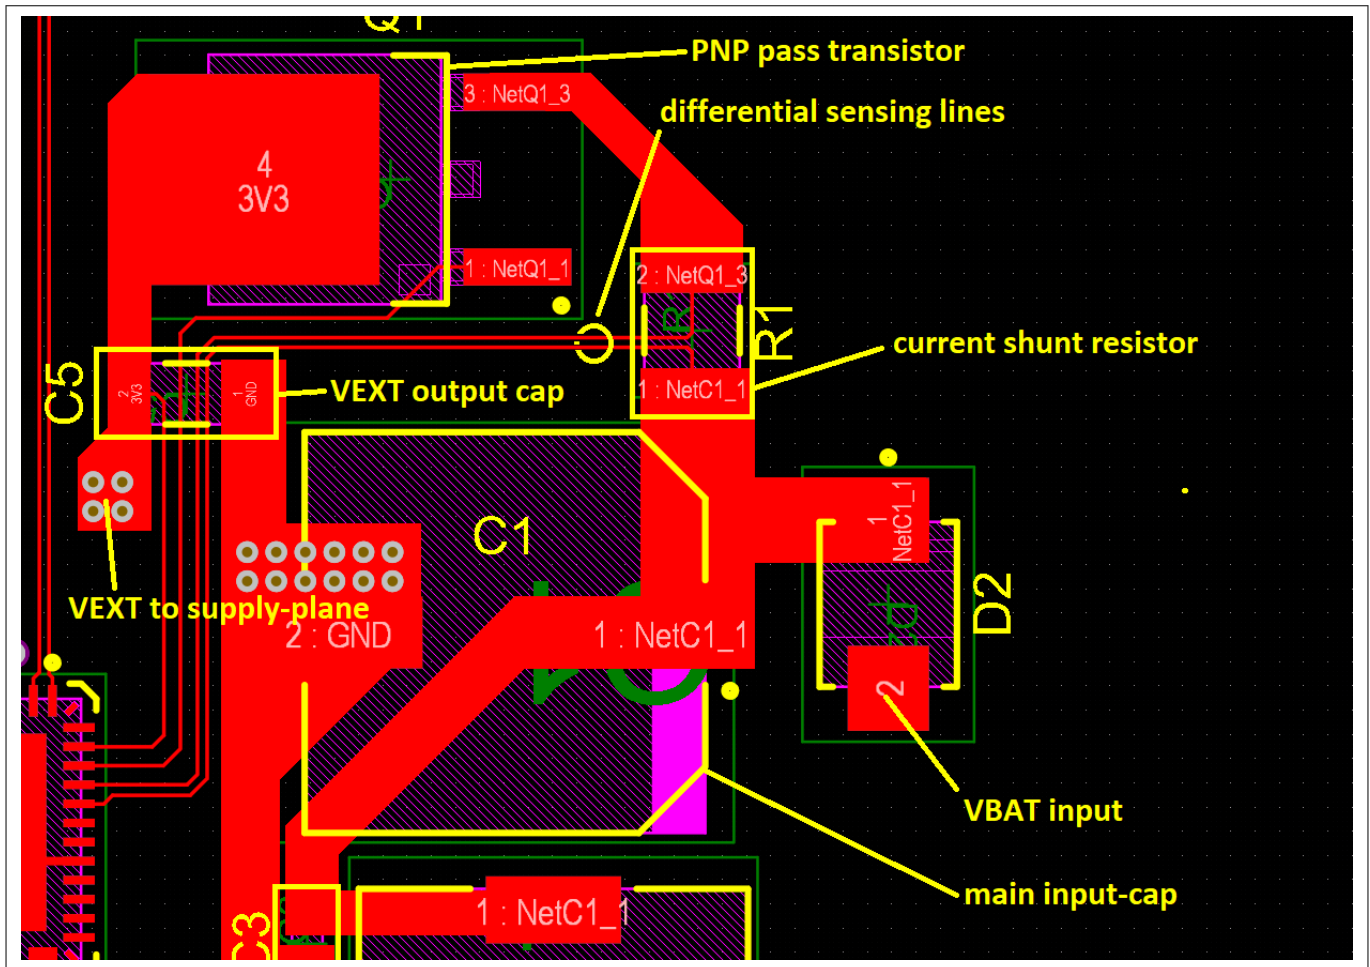 Q1
PNP pass transistor
3 : NetQ1_3
differential sensing lines
4
3V3
1 : NetQ1_1
2 : NetQ1_3
R1
current shunt resistor
1 : NetC1_1
C5
2
3V3
1
GND
VEXT output cap
C1
1
NetC1_1
D2
D2
VEXT to supply-plane
2 : GND
1 : NetC1_1
C1
2
VBAT input
main input-cap
C3
1 : NetC1_1